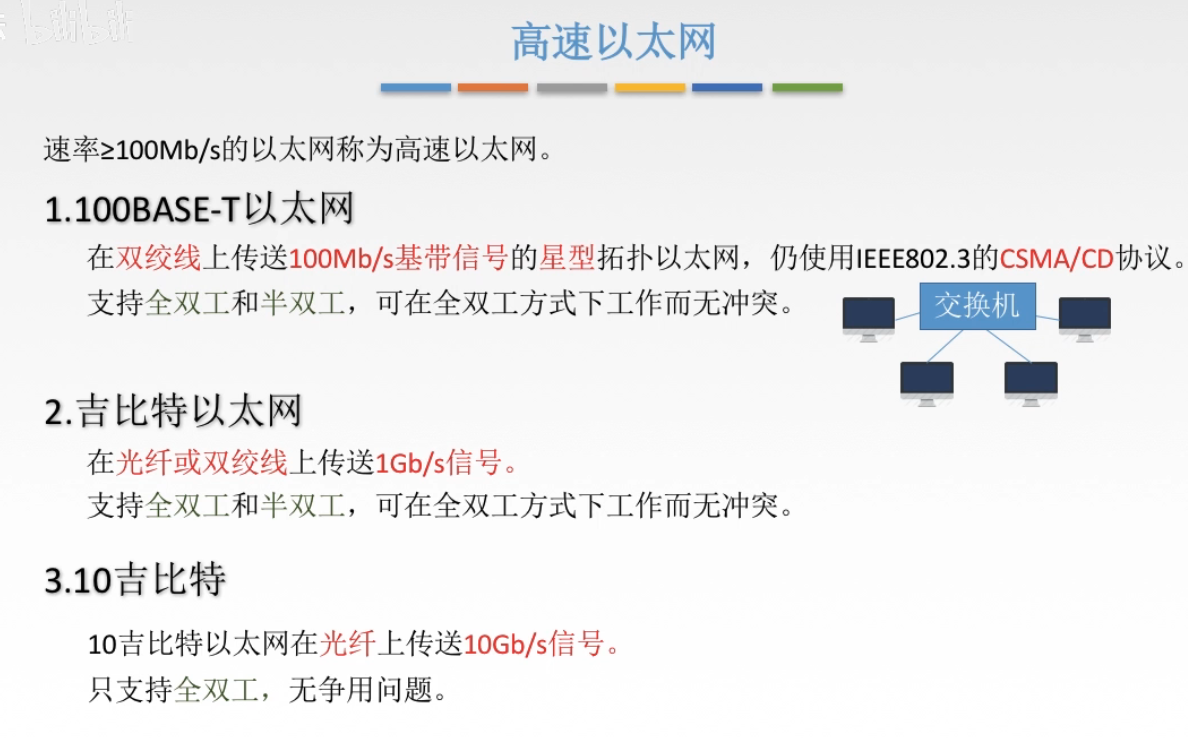 高速以太网
速率≥100Mb/s的以太网称为高速以太网。
1.100BASE-T以太网
在双绞线上传送100Mb/s基带信号的星型拓扑以太网，仍使用IEEE802.3的CSMA/CD协议。
支持全双工和半双工，可在全双工方式下工作而无冲突。
交换机
2.吉比特以太网
在光纤或双绞线上传送1Gb/s信号。
支持全双工和半双工，可在全双工方式下工作而无冲突。
3.10吉比特
10吉比特以太网在光纤上传送10Gb/s信号。
只支持全双工，无争用问题。